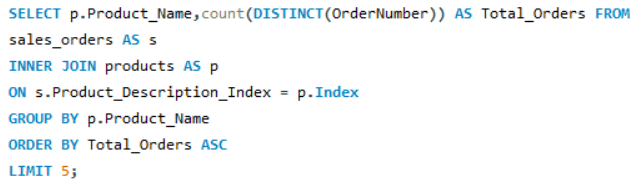 SELECT p.Product_Name,count(DISTINCT(OrderNumber)) AS Total_Orders FROM
sales_orders AS s
INNER JOIN products AS p
ON s.Product_Description_Index = p.Index
GROUP BY p.Product_Name
ORDER BY Total_Orders ASC
LIMIT 5;